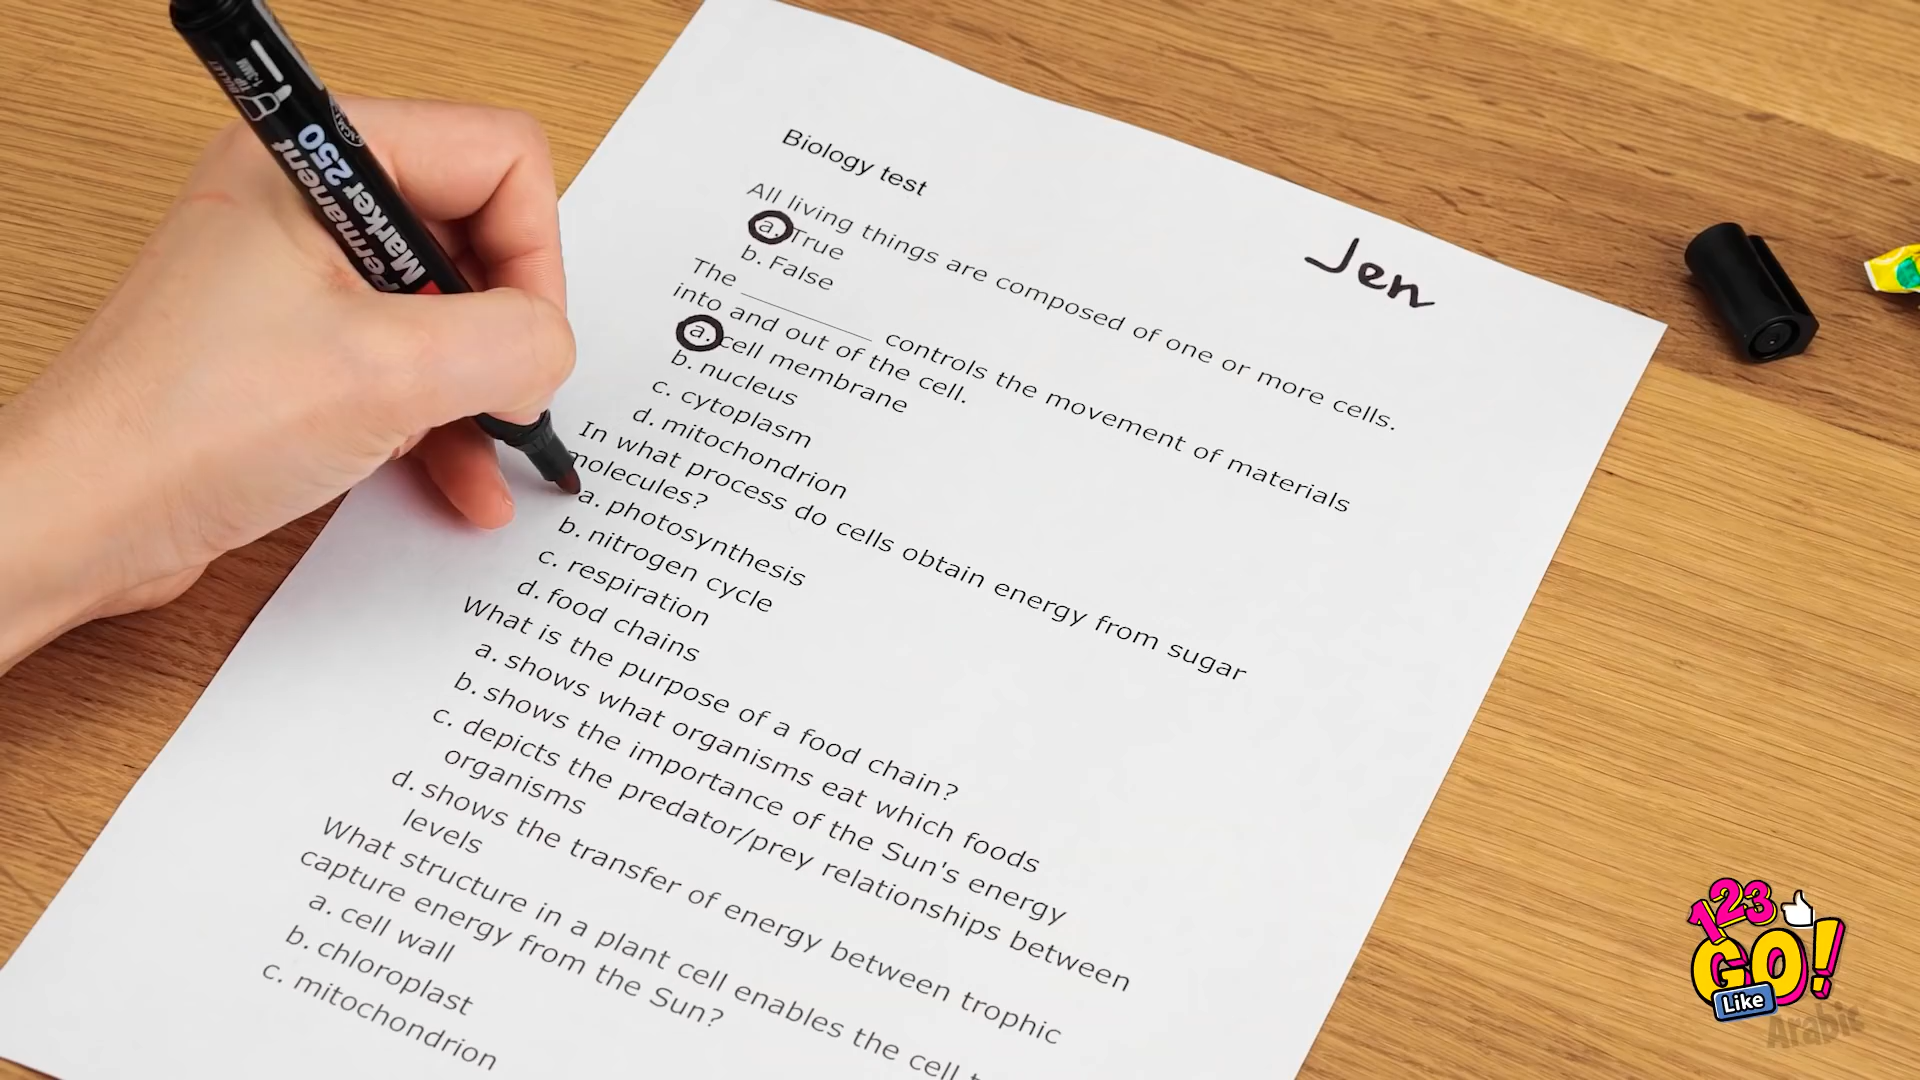 Biology test
Jen
All living things are composed of one or more cells.
a. True
b. False
The __________ controls the movement of materials
into and out of the cell.
a. cell membrane
b. nucleus
c. cytoplasm
d. mitochondrion
In what process do cells obtain energy from sugar
molecules?
a. photosynthesis
b. nitrogen cycle
c. respiration
d. food chains
What is the purpose of a food chain?
a. shows what organisms eat which foods
b. shows the importance of the Sun's energy
c. depicts the predator/prey relationships between
organisms
d. shows the transfer of energy between trophic
levels
What structure in a plant cell enables the cell
capture energy from the Sun?
a. cell wall
b. chloroplast
c. mitochondrion
Permanent
Marker 250
BULLET
TIP
1-3MM
123
GO!
Like
Arabic